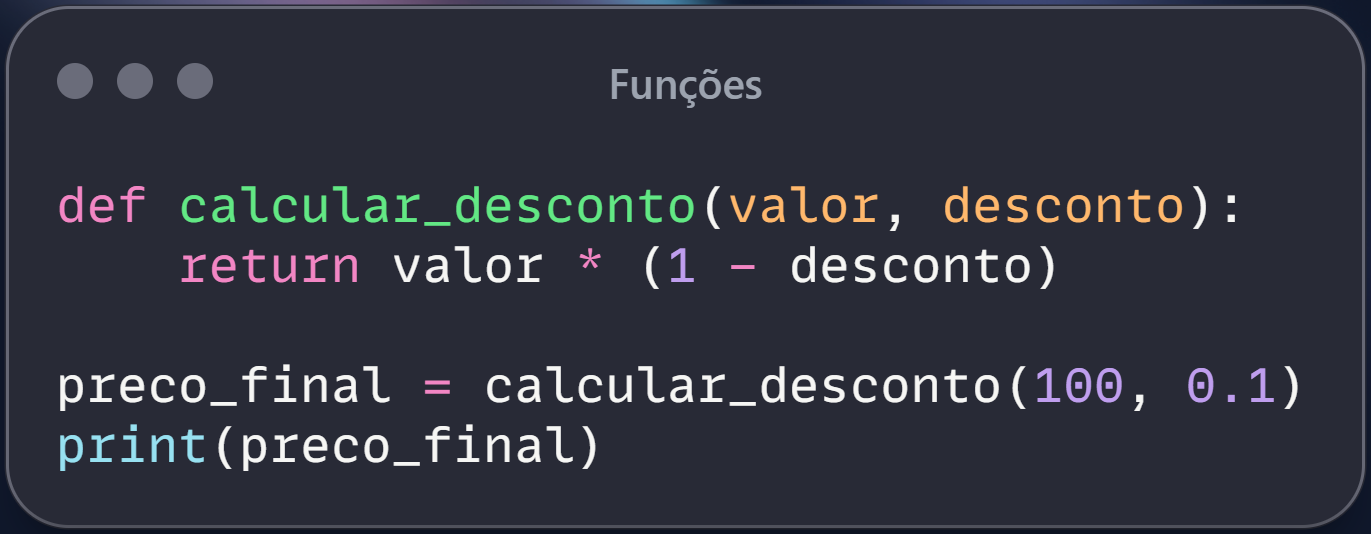 Funções
def calcular_desconto(valor, desconto):
    return valor * (1 - desconto)
preco_final = calcular_desconto(100, 0.1)
print(preco_final)